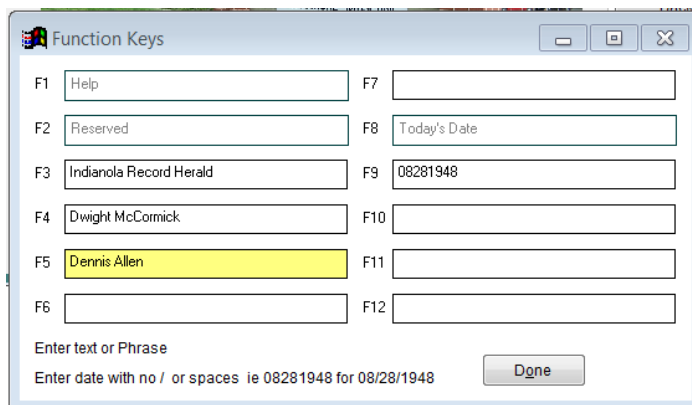 Function Keys
F1 Help
F2 Reserved
F3 Indianola Record Herald
F4 Dwight McCormick
F5 Dennis Allen
F6
F7
F8 Today's Date
F9 08281948
F10
F11
F12
Enter text or Phrase
Enter date with no / or spaces ie 08281948 for 08/28/1948
Done